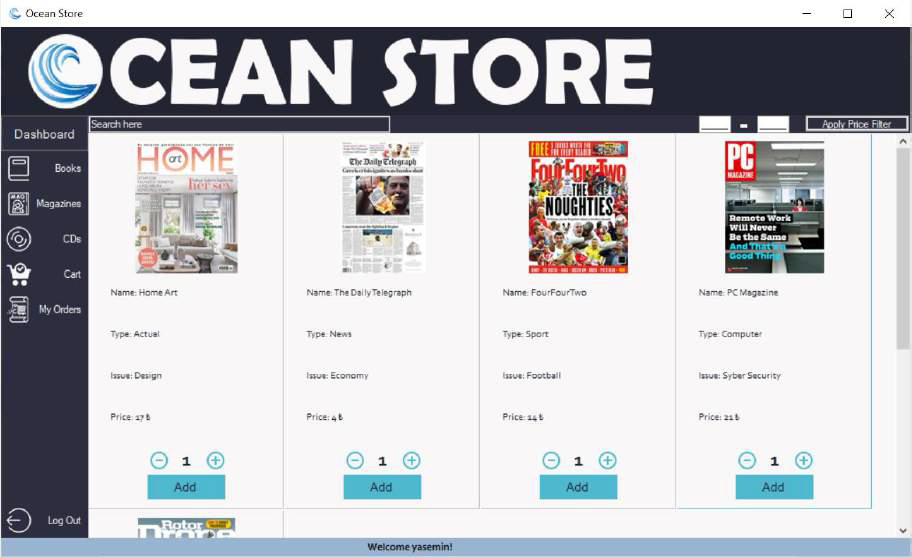 Ocean Store
OCEAN STORE
Dashboard
Search here
-
Apply Price Filter
Books
Magazines
CDs
Cart
My Orders
Log Out
HOME
art
her sey
Name: Home Art
Type: Actual
Issue: Design
Price: 17 ₺
1
Add
The Daily Telegraph
Name: The Daily Telegraph
Type: News
Issue: Economy
Price: 4 ₺
1
Add
FREE
FourFourTwo
THE
NOUGHTIES
Name: FourFourTwo
Type: Sport
Issue: Football
Price: 14 ₺
1
Add
PC
MAGAZINE
Remote Work
Will Never
Be the Same
And That's a
Good Thing
Name: PC Magazine
Type: Computer
Issue: Syber Security
Price: 21 ₺
1
Add
Rotor
Drone
Welcome yasemin!